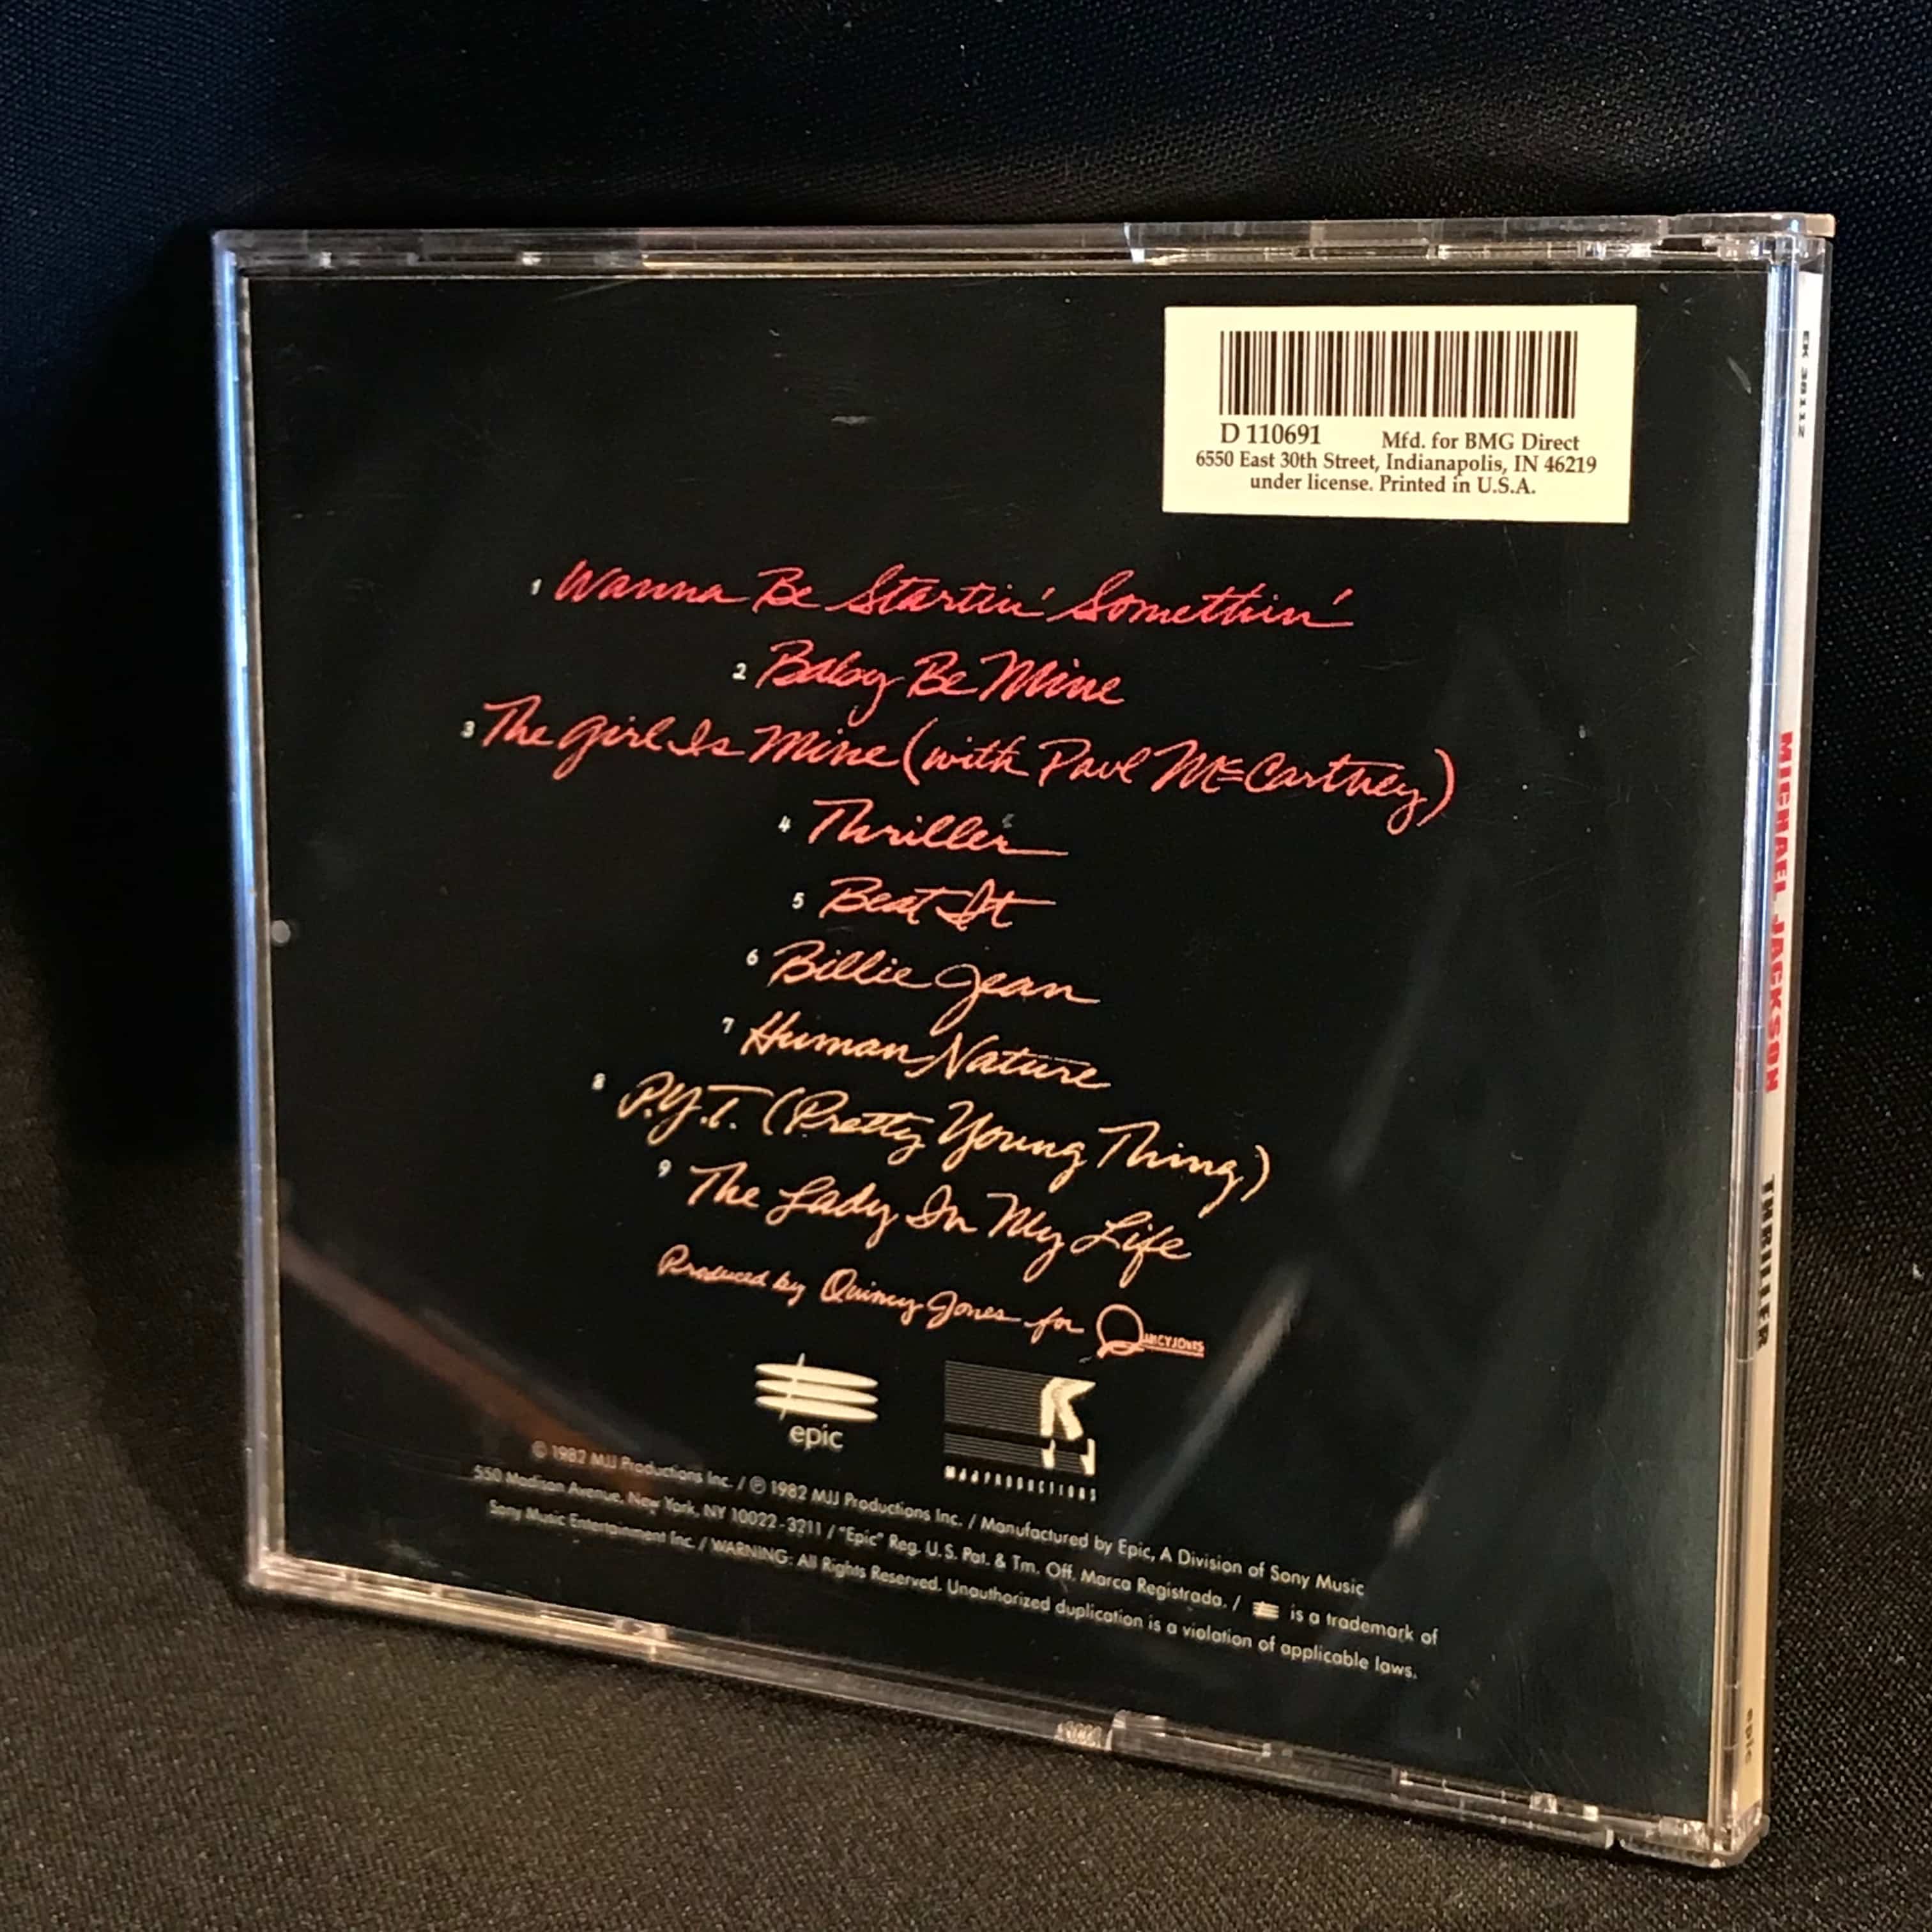 D 110691 Mfd. for BMG Direct
6550 East 30th Street, Indianapolis, IN 46219
under license. Printed in U.S.A.
1 Wanna Be Startin' Somethin'
2 Baby Be Mine
3 The Girl Is Mine (with Paul McCartney)
4 Thriller
5 Beat It
6 Billie Jean
7 Human Nature
8 P.Y.T. (Pretty Young Thing)
9 The Lady In My Life
Produced by Quincy Jones for QUINCY JONES
epic
MJJ PRODUCTIONS
© 1982 MJJ Productions Inc. / ℗ 1982 MJJ Productions Inc. / Manufactured by Epic, A Division of Sony Music
550 Madison Avenue, New York, NY 10022-3211 / "Epic" Reg. U.S. Pat. & Tm. Off. Marca Registrada. / is a trademark of
Sony Music Entertainment Inc. / WARNING: All Rights Reserved. Unauthorized duplication is a violation of applicable laws.
EK 38112
MICHAEL JACKSON
THRILLER
epic